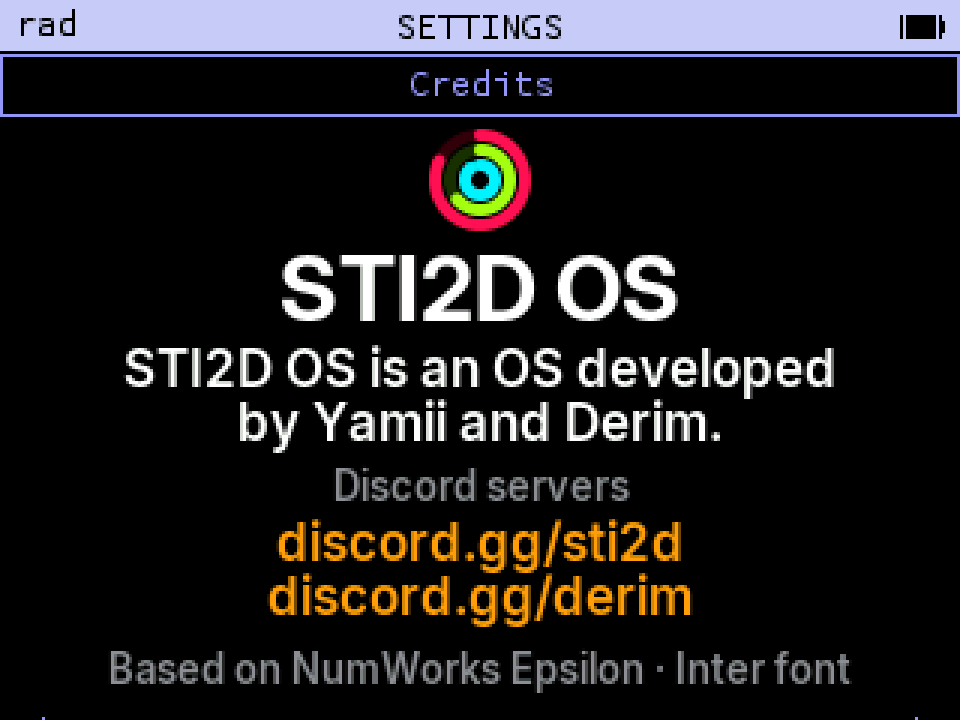 rad
SETTINGS
Credits
STI2D OS
STI2D OS is an OS developed
by Yamii and Derim.
Discord servers
discord.gg/sti2d
discord.gg/derim
Based on NumWorks Epsilon · Inter font